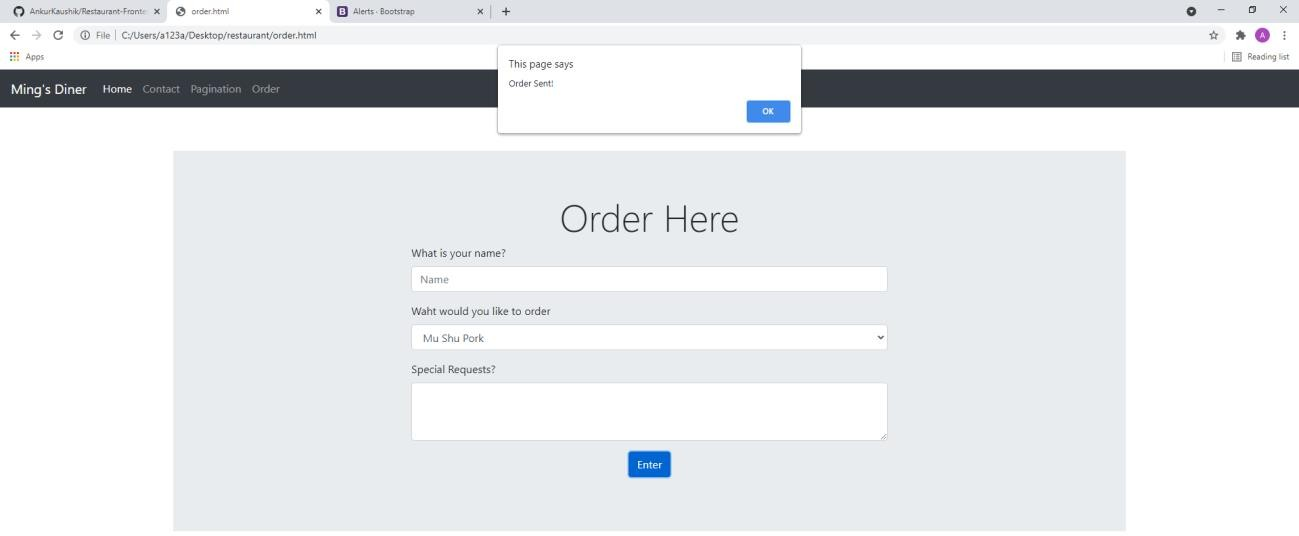 AnkurKaushik/Restaurant-Fronte
order.html
Alerts · Bootstrap
File
C:/Users/a123a/Desktop/restaurant/order.html
A
Apps
Reading list
This page says
Order Sent!
OK
Ming's Diner
Home
Contact
Pagination
Order
Order Here
What is your name?
Name
Waht would you like to order
Mu Shu Pork
Special Requests?
Enter